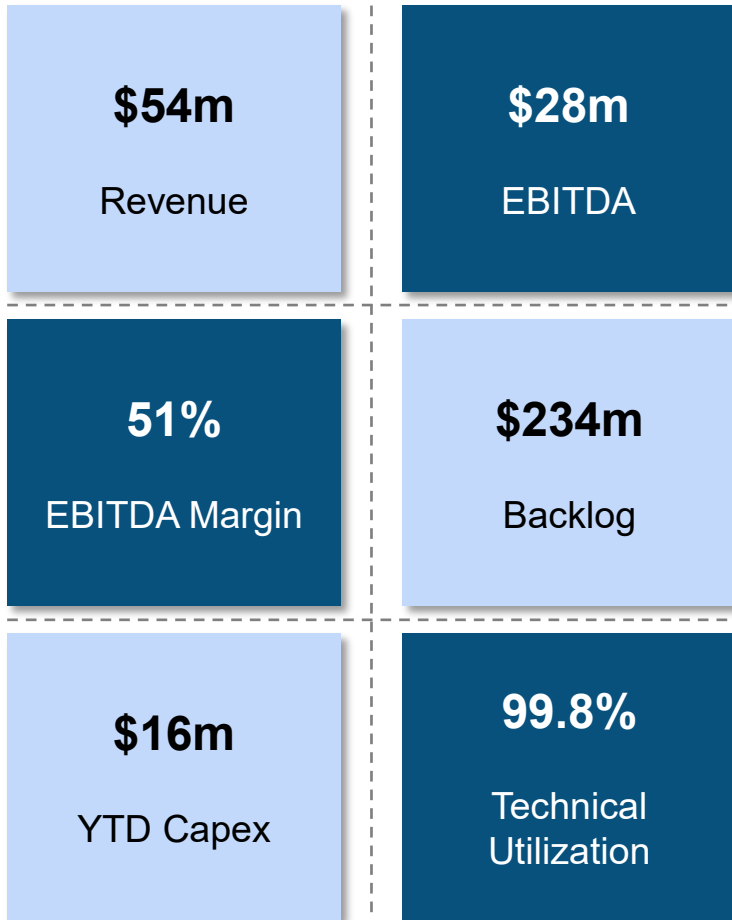 $54m
Revenue
$28m
EBITDA
51%
EBITDA Margin
$234m
Backlog
$16m
YTD Capex
99.8%
Technical
Utilization